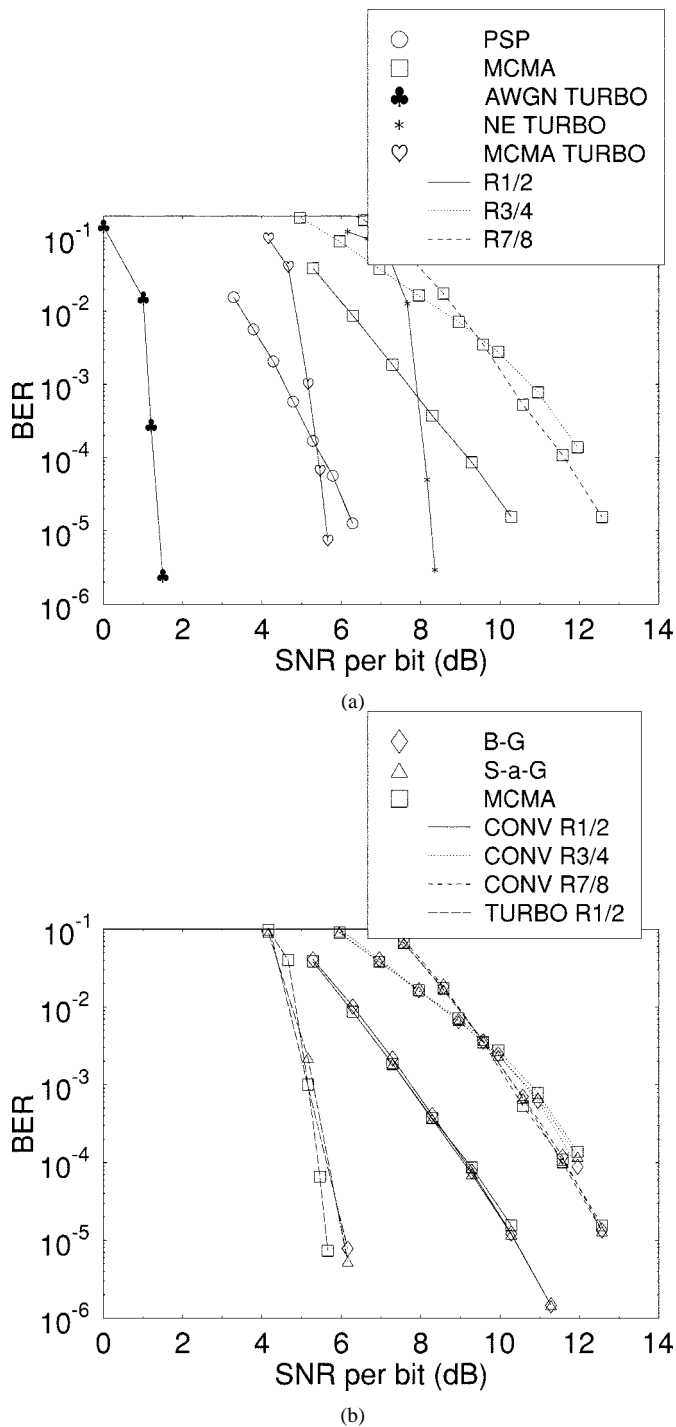 PSP
MCMA
AWGN TURBO
NE TURBO
MCMA TURBO
R1/2
R3/4
R7/8
10-1
10-2
10-3
10-4
10-5
10-6
BER
0 2 4 6 8 10 12 14
SNR per bit (dB)
(a)
B-G
S-a-G
MCMA
CONV R1/2
CONV R3/4
CONV R7/8
TURBO R1/2
10-1
10-2
10-3
10-4
10-5
10-6
BER
0 2 4 6 8 10 12 14
SNR per bit (dB)
(b)